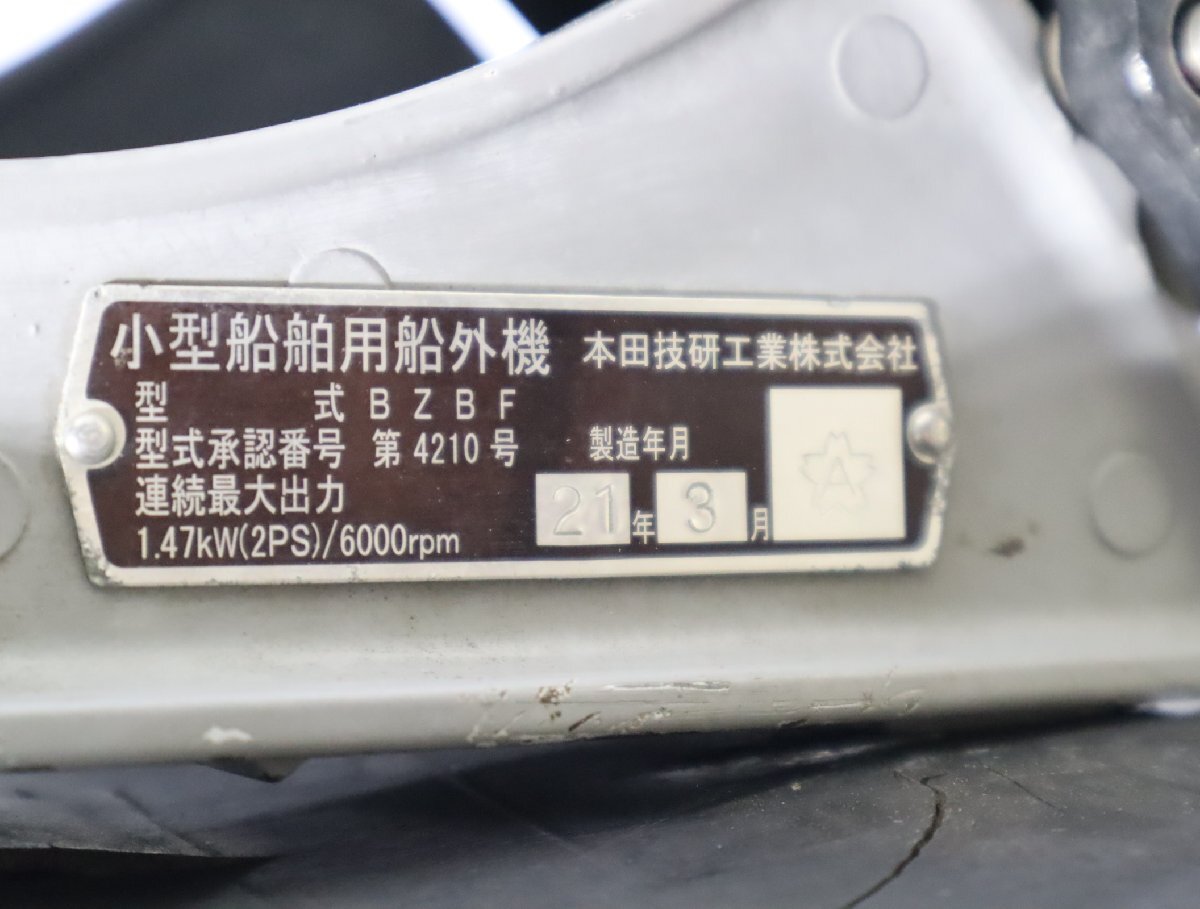 小型船舶用船外機 本田技研工業株式会社
型 式 BZBF
型式承認番号 第4210号 製造年月
連続最大出力 21年3月 A
1.47kW(2PS)/6000rpm